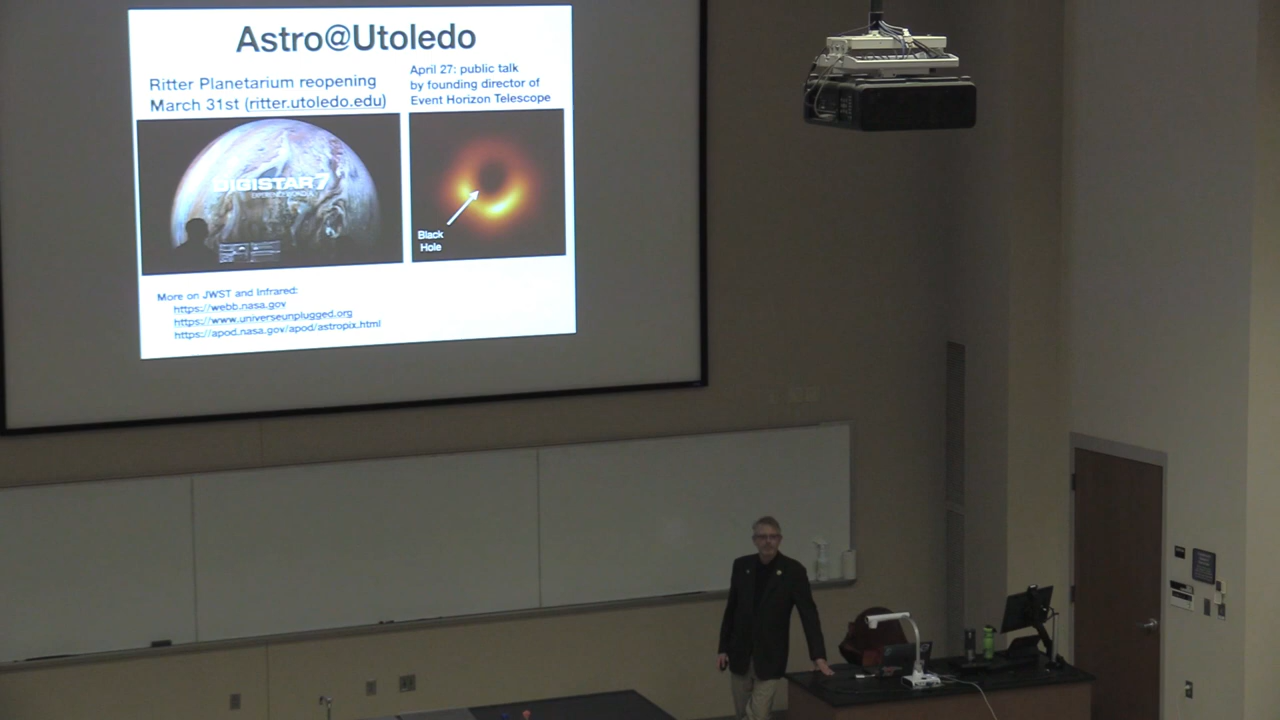 Astro@Utoledo
Ritter Planetarium reopening
March 31st (ritter.utoledo.edu)
April 27: public talk
by founding director of
Event Horizon Telescope
DIGISTAR 7
Black
Hole
More on JWST and Infrared:
https://webb.nasa.gov
https://www.universeunplugged.org
https://apod.nasa.gov/apod/astropix.html